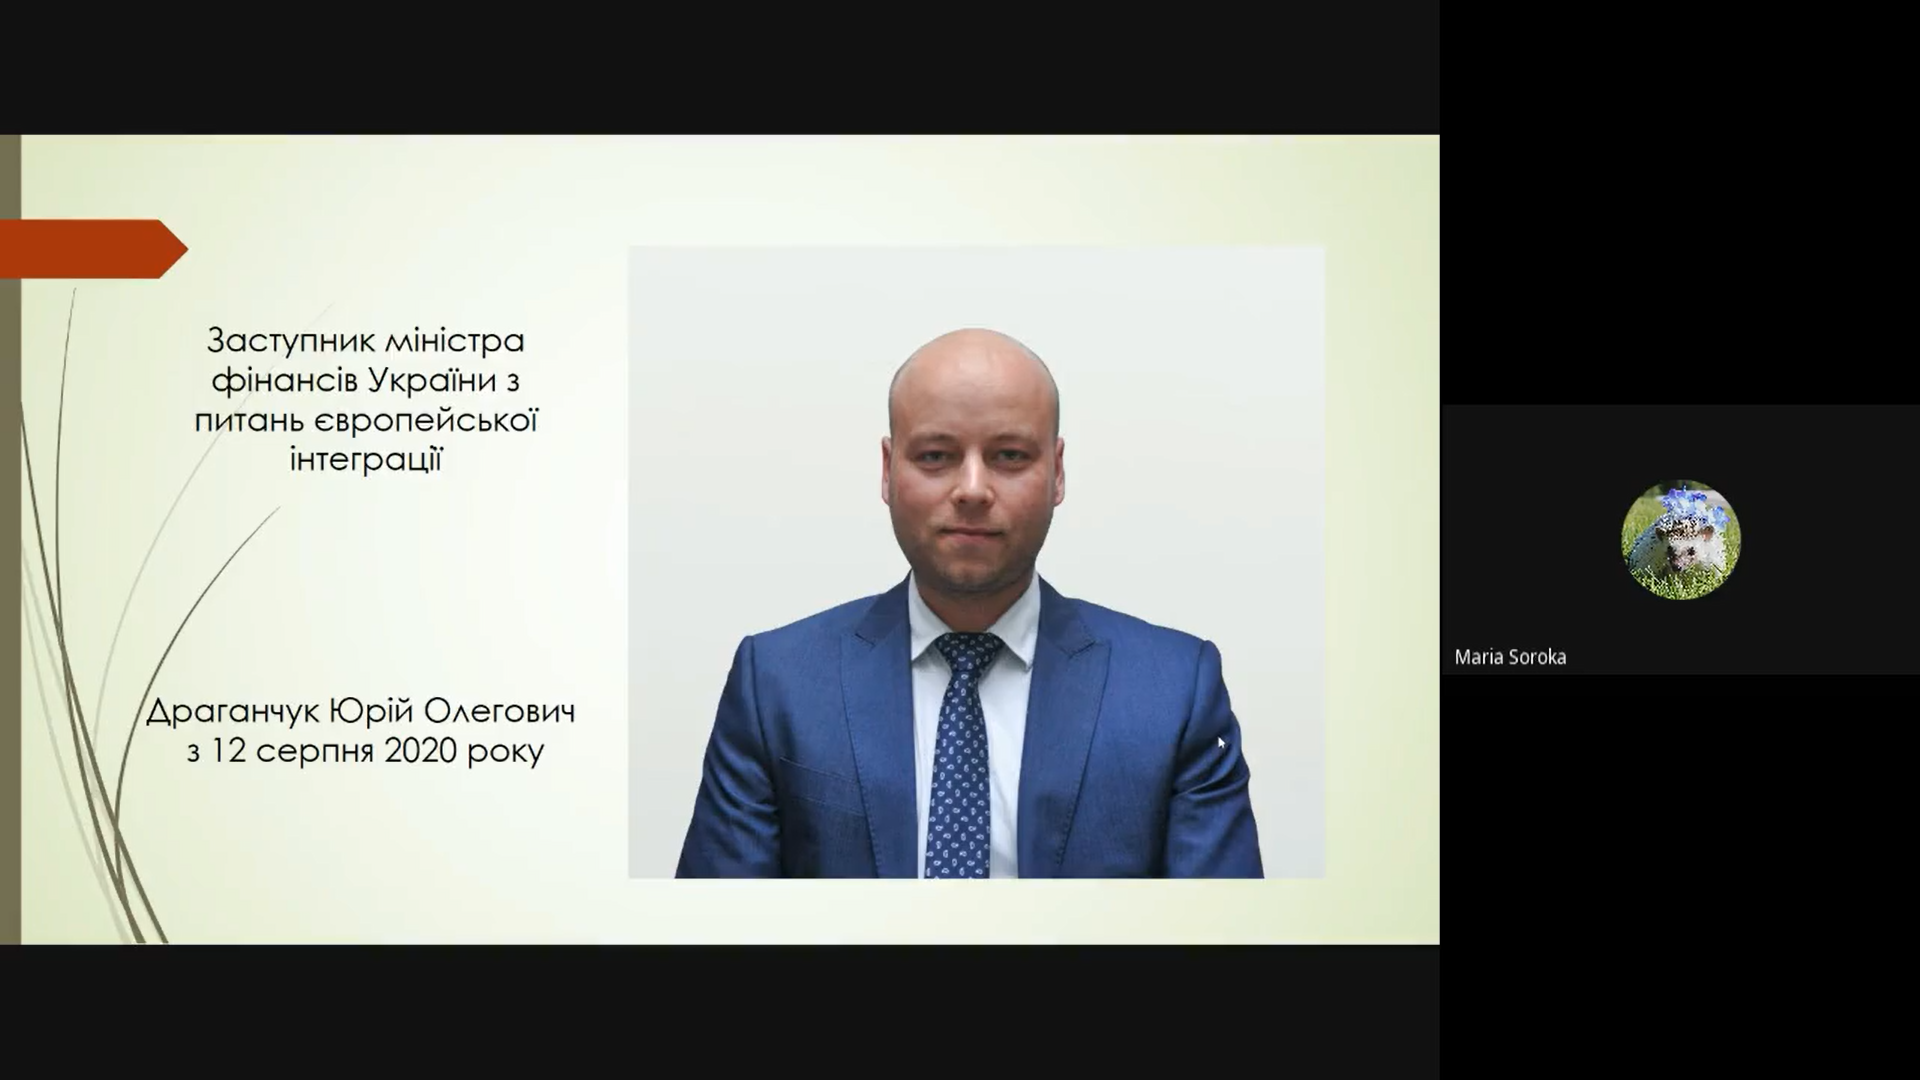 Заступник міністра
фінансів України з
питань європейської
інтеграції
Драганчук Юрій Олегович
з 12 серпня 2020 року
Maria Soroka